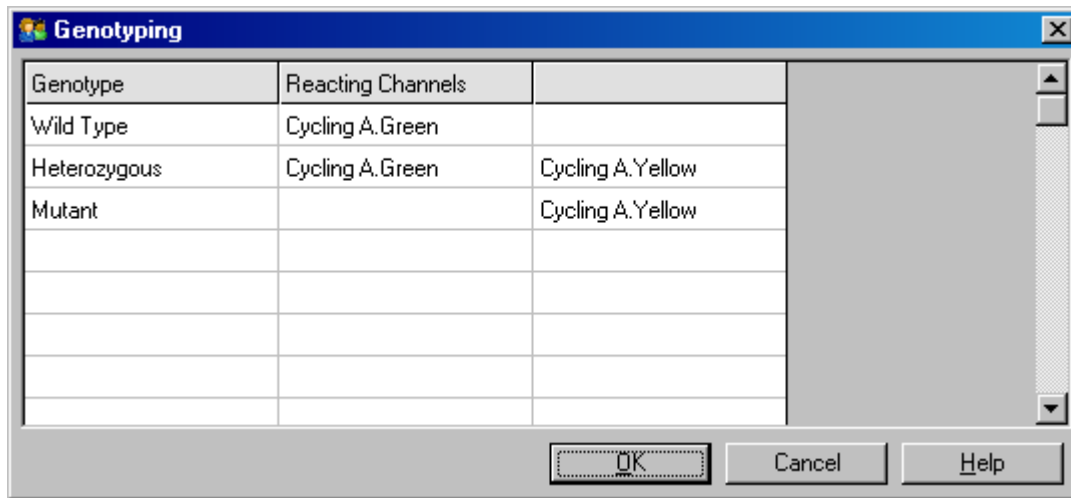 Genotyping
Genotype Reacting Channels
Wild Type Cycling A.Green
Heterozygous Cycling A.Green Cycling A.Yellow
Mutant Cycling A.Yellow
OK Cancel Help